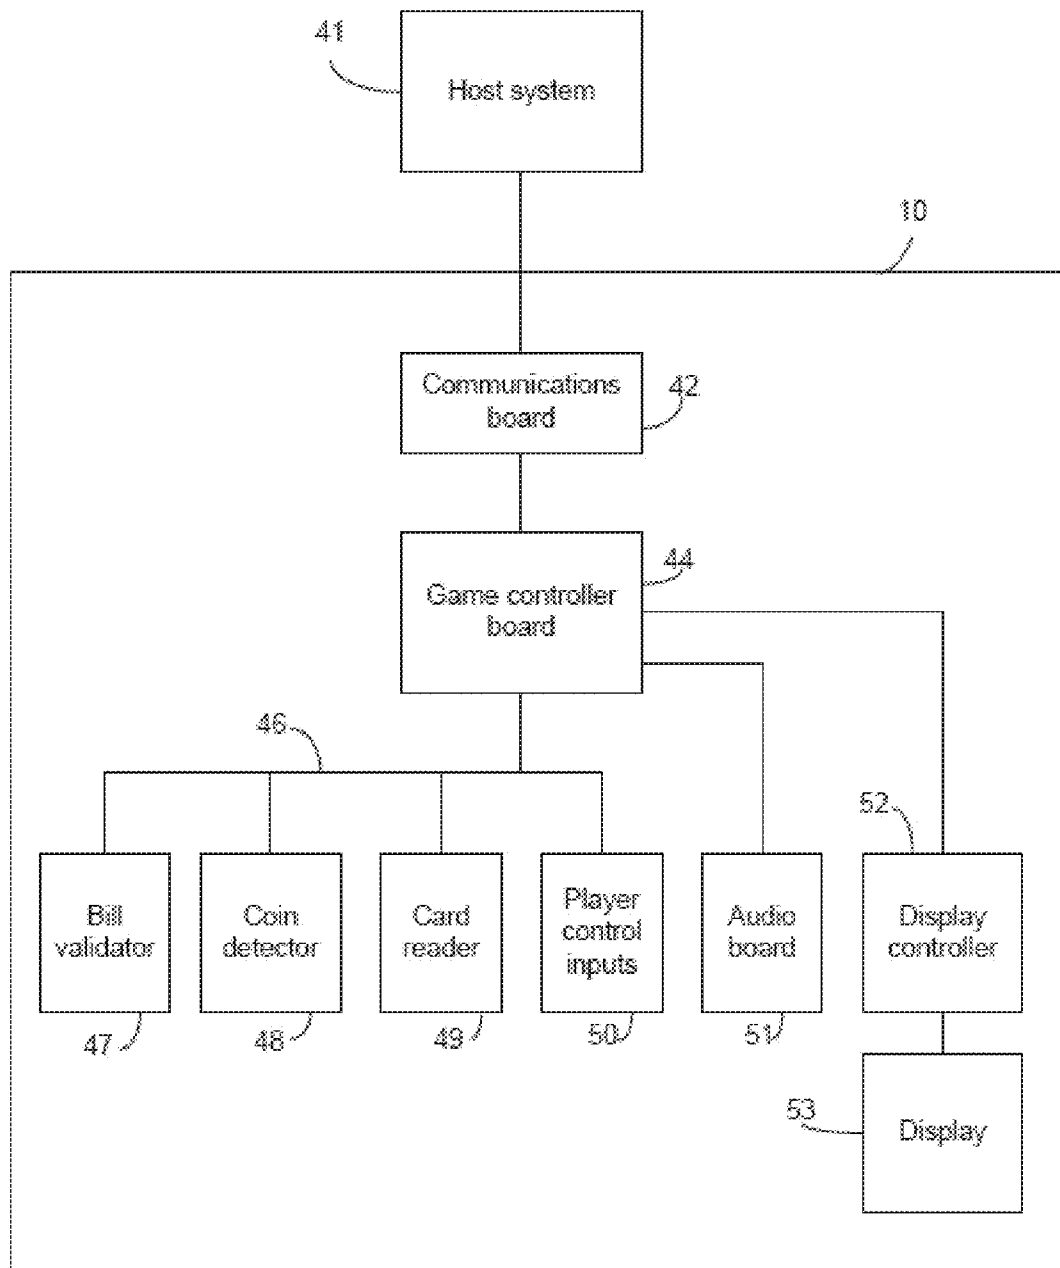 41
Host system
10
Communications
board
42
44
Game controller
board
46
52
Bill
validator
Coin
detector
Card
reader
Player
control
inputs
Audio
board
Display
controller
47
48
49
50
51
53
Display